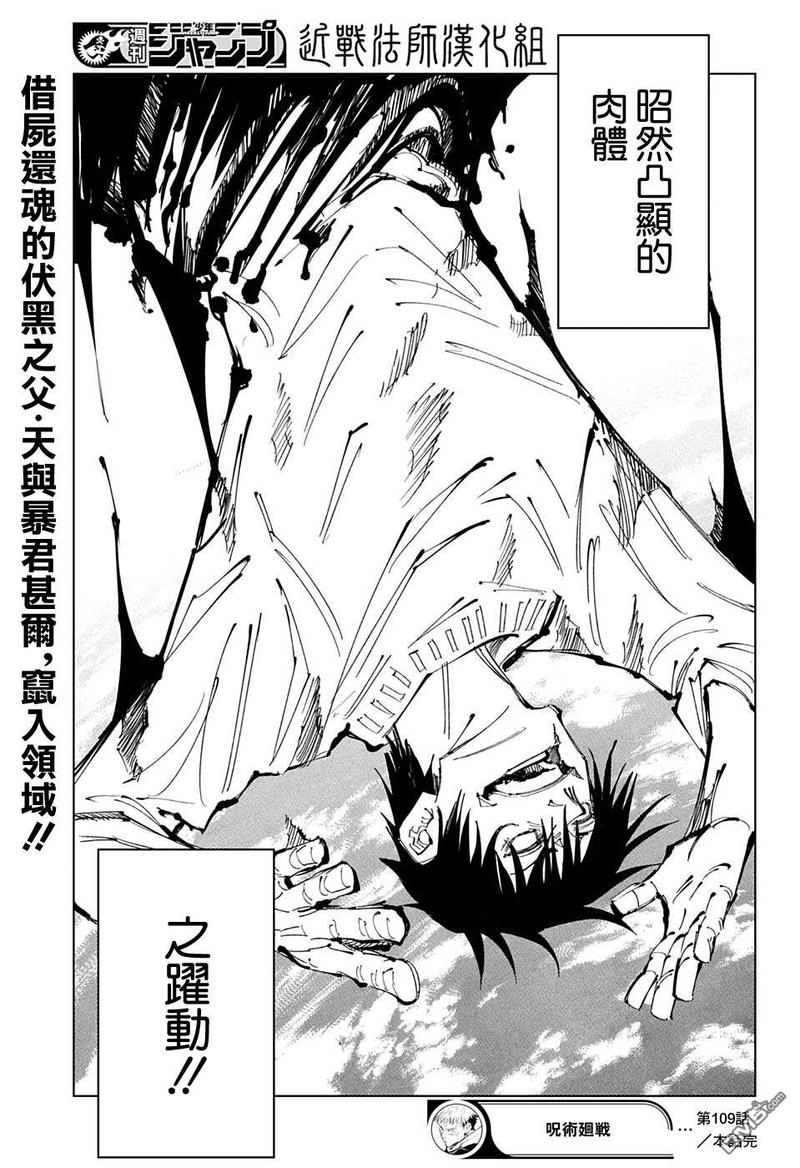 週刊少年ジャンプ
近戰法師漢化組
昭然凸顯的
肉體
借屍還魂的伏黑之父·天與暴君甚爾，竄入領域!!
之躍動!!
呪術廻戦
…
第109話
／本話完